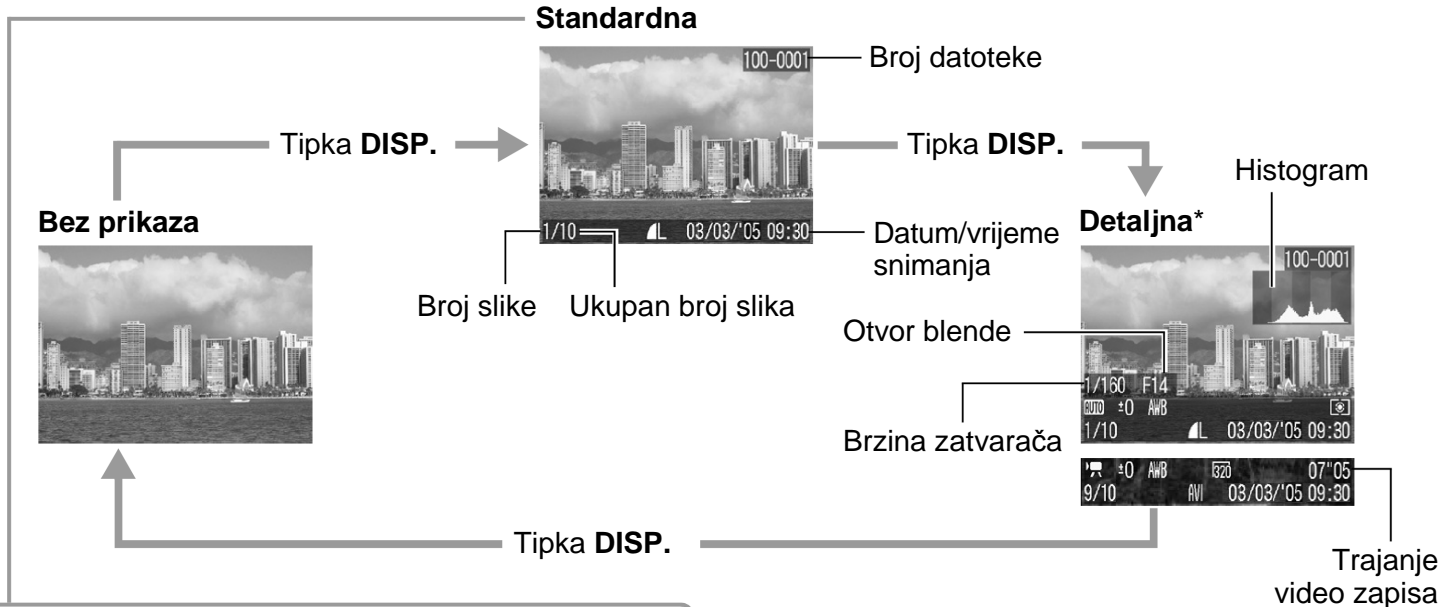 Standardna
100-0001
Broj datoteke
Tipka DISP.
Tipka DISP.
Histogram
Bez prikaza
1/10 L 03/03/'05 09:30
Datum/vrijeme
snimanja
Detaljna*
100-0001
Broj slike
Ukupan broj slika
Otvor blende
1/160 F14
AUTO ±0 AWB
1/10 L 03/03/'05 09:30
Brzina zatvarača
±0 AWB 320 07"05
9/10 AVI 03/03/'05 09:30
Tipka DISP.
Trajanje
video zapisa